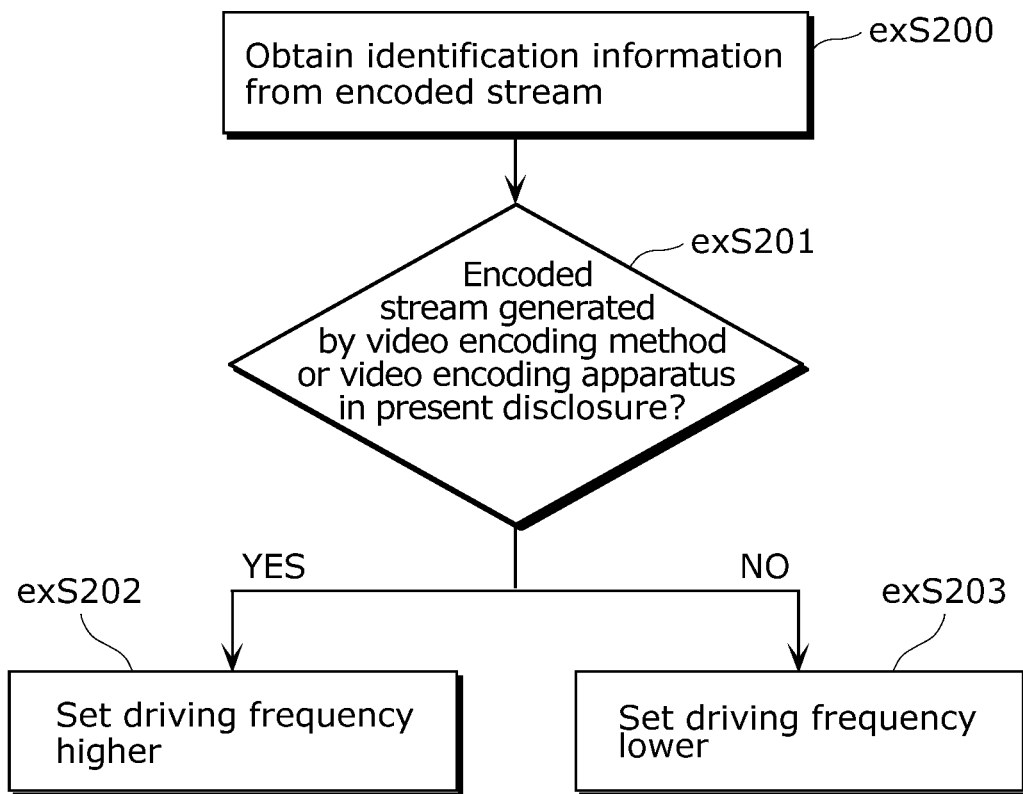 exS200
Obtain identification information
from encoded stream
exS201
Encoded
stream generated
by video encoding method
or video encoding apparatus
in present disclosure?
YES
NO
exS202
exS203
Set driving frequency
higher
Set driving frequency
lower